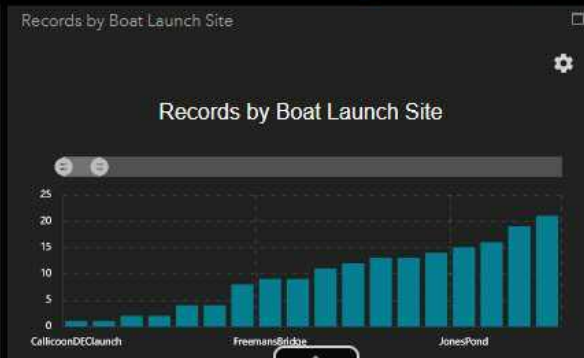 Records by Boat Launch Site
Records by Boat Launch Site
25
20
15
10
5
0
CallicoonDEClaunch FreemansBridge JonesPond